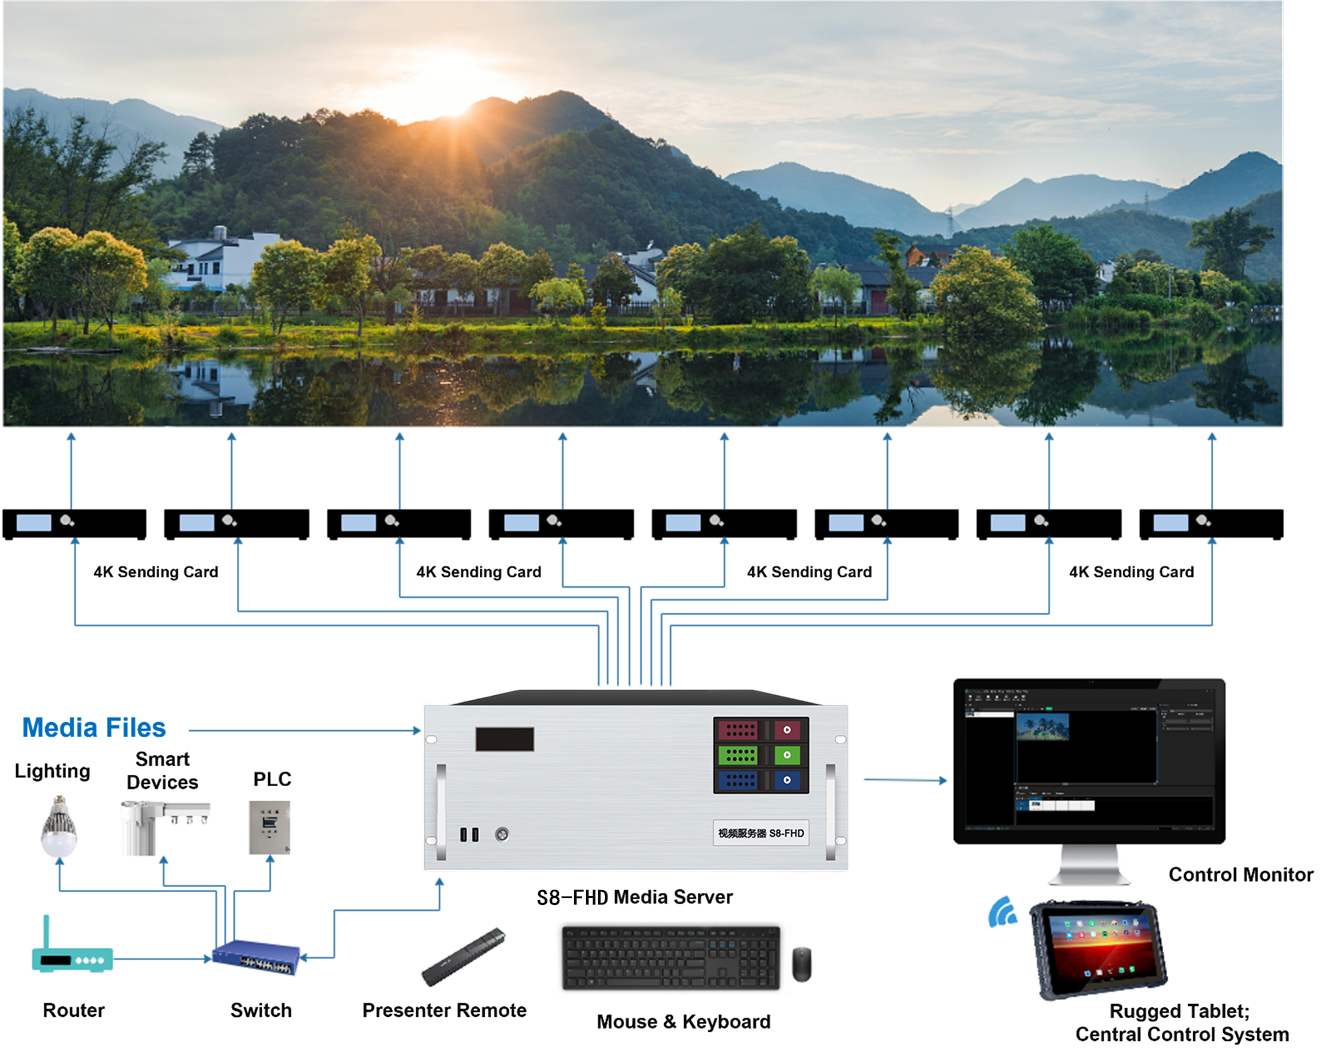 4K Sending Card
4K Sending Card
4K Sending Card
4K Sending Card
Media Files
Lighting
Smart
Devices
PLC
视频服务器 S8-FHD
S8-FHD Media Server
Control Monitor
Router
Switch
Presenter Remote
Mouse & Keyboard
Rugged Tablet;
Central Control System